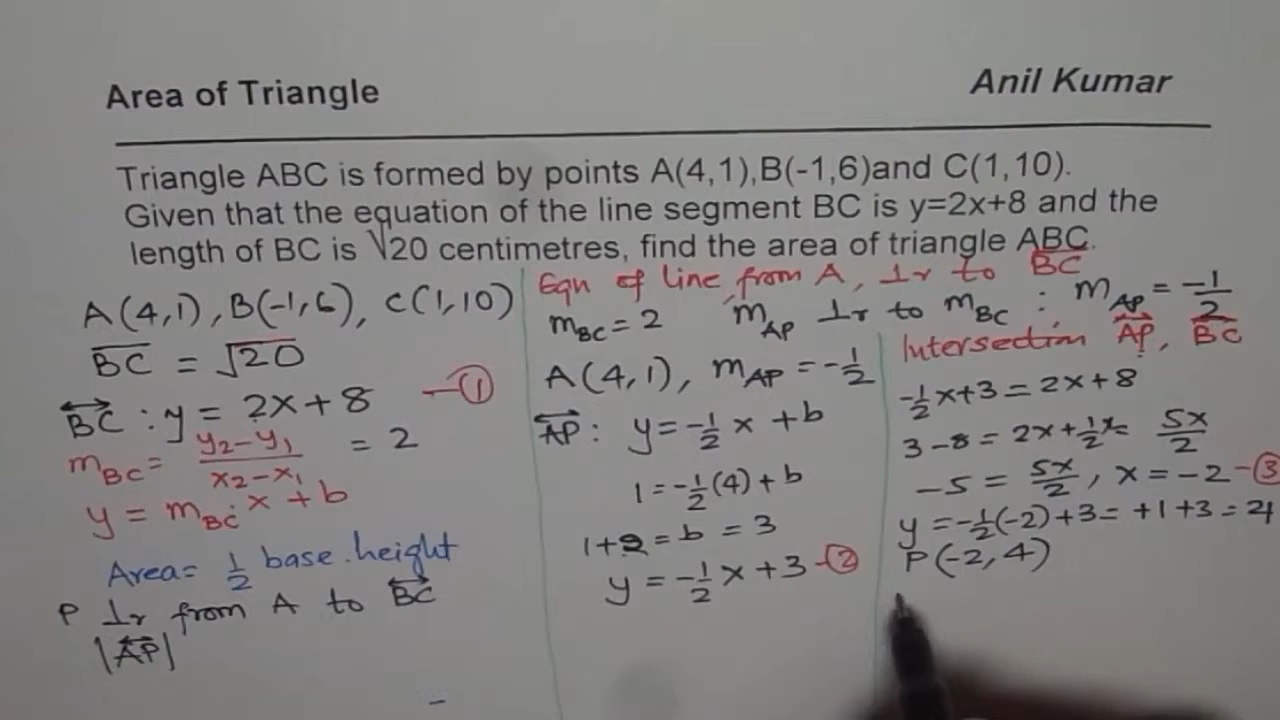 Area of Triangle
Anil Kumar
Triangle ABC is formed by points A(4,1),B(-1,6)and C(1,10).
Given that the equation of the line segment BC is y=2x+8 and the
length of BC is √20 centimetres, find the area of triangle ABC.
A(4,1), B(-1,6), C(1,10)
BC = √20
BC : y = 2x+8 —①
m_BC = (y₂-y₁)/(x₂-x₁) = 2
y = m_BC · x + b
Area = 1/2 base.height
P ⊥r from A to BC
|AP|
Eqn of line from A, ⊥r to BC
m_BC = 2 m_AP ⊥r to m_BC : m_AP = -1/2
A(4,1), m_AP = -1/2
AP : y = -1/2 x + b
1 = -1/2(4) + b
1+2 = b = 3
y = -1/2 x + 3 -②
Intersection AP, BC
-1/2x+3 = 2x+8
3-8 = 2x+1/2x = 5x/2
-5 = 5x/2, x = -2 -③
y = -1/2(-2)+3 = +1+3 = 4
P(-2,4)